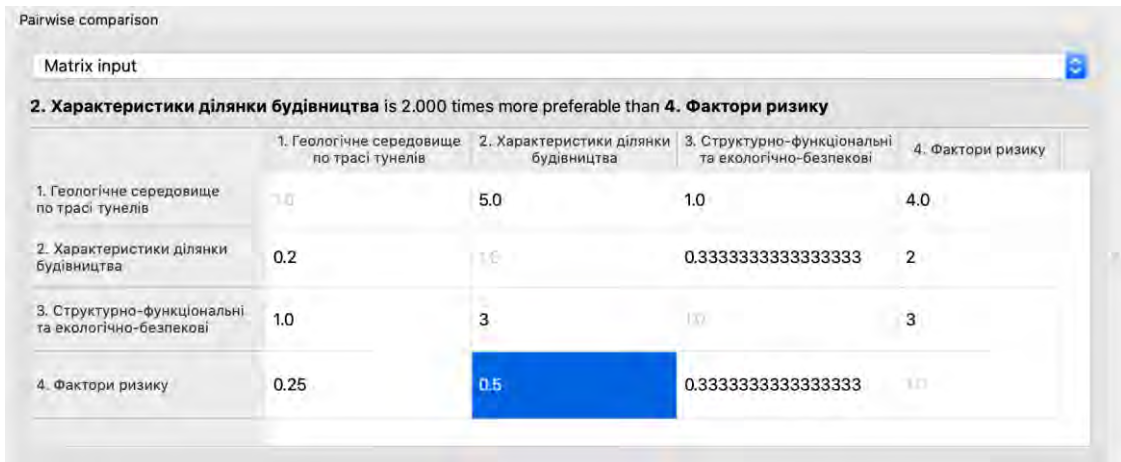 Pairwise comparison
Matrix input
2. Характеристики ділянки будівництва is 2.000 times more preferable than 4. Фактори ризику
1. Геологічне середовище по трасі тунелів
2. Характеристики ділянки будівництва
3. Структурно-функціональні та екологічно-безпекові
4. Фактори ризику
1. Геологічне середовище
по трасі тунелів
1.0
5.0
1.0
4.0
2. Характеристики ділянки
будівництва
0.2
1.0
0.3333333333333333
2
3. Структурно-функціональні
та екологічно-безпекові
1.0
3
1.0
3
4. Фактори ризику
0.25
0.5
0.3333333333333333
1.0